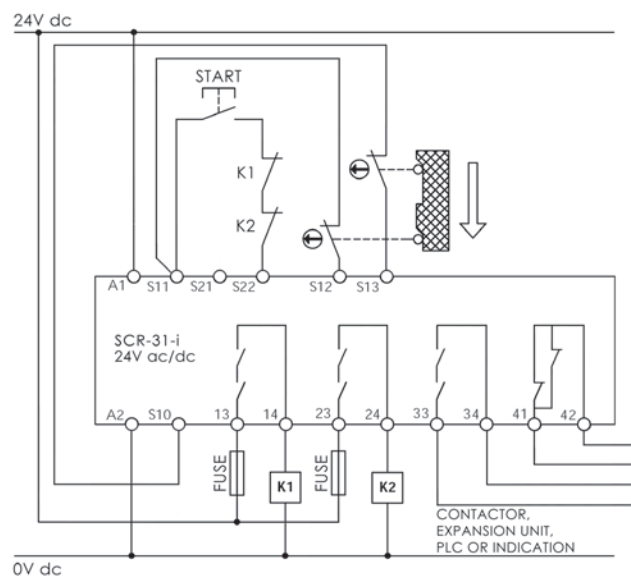 24V dc
START
K1
K2
A1 S11 S21 S22 S12 S13
SCR-31-i
24V ac/dc
A2 S10 13 14 23 24 33 34 41 42
FUSE K1 FUSE K2
CONTACTOR,
EXPANSION UNIT,
PLC OR INDICATION
0V dc